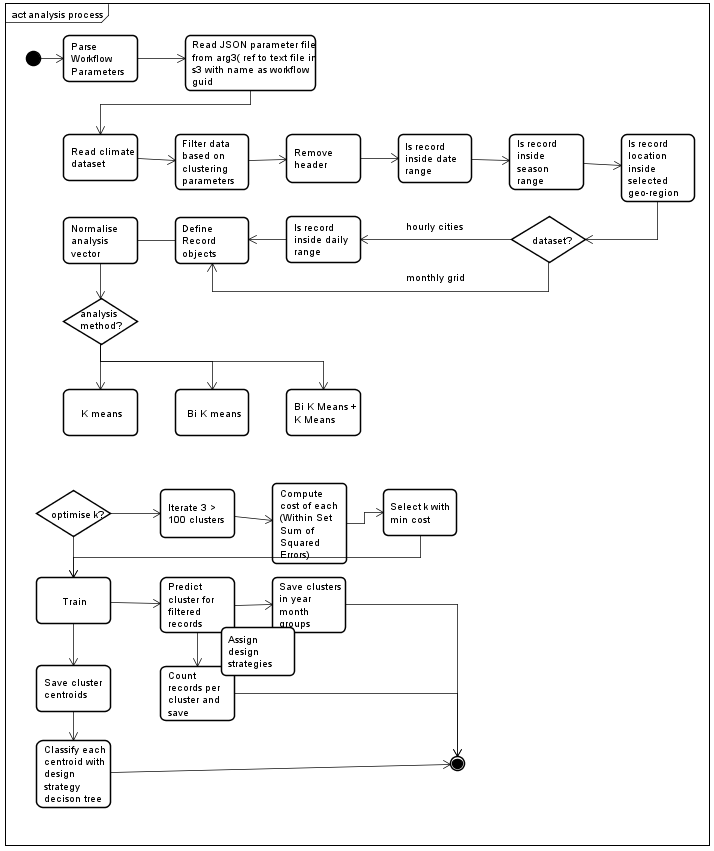 act analysis process
Parse
Workflow
Parameters
Read JSON parameter file
from arg3( ref to text file in
s3 with name as workflow
guid
Read climate
dataset
Filter data
based on
clustering
parameters
Remove
header
Is record
inside date
range
Is record
inside
season
range
Is record
location
inside
selected
geo-region
Normalise
analysis
vector
Define
Record
objects
Is record
inside daily
range
hourly cities
dataset?
monthly grid
analysis
method?
K means
Bi K means
Bi K Means +
K Means
optimise k?
Iterate 3 >
100 clusters
Compute
cost of each
(Within Set
Sum of
Squared
Errors)
Select k with
min cost
Train
Predict
cluster for
filtered
records
Save clusters
in year
month
groups
Assign
design
strategies
Save cluster
centroids
Count
records per
cluster and
save
Classify each
centroid with
design
strategy
decison tree